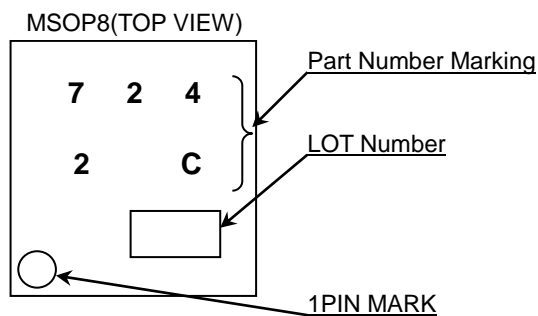 MSOP8(TOP VIEW)
Part Number Marking
7 2 4
LOT Number
2 C
1PIN MARK